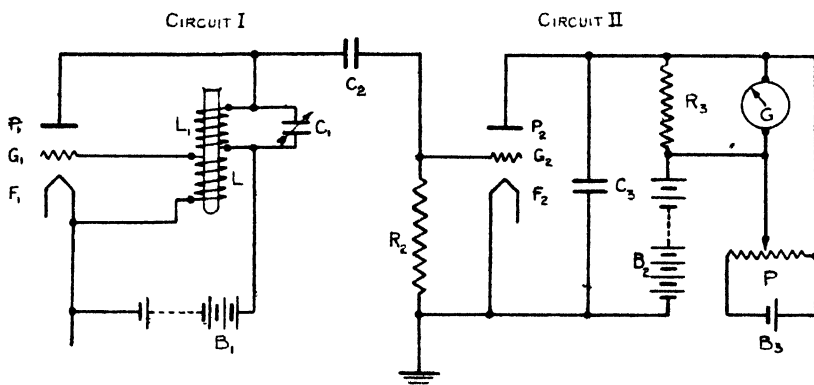 CIRCUIT I
CIRCUIT II
C2
P1
L1
C1
R3
G
P2
G1
G2
F1
L
F2
C3
R2
B2
P
B1
B3